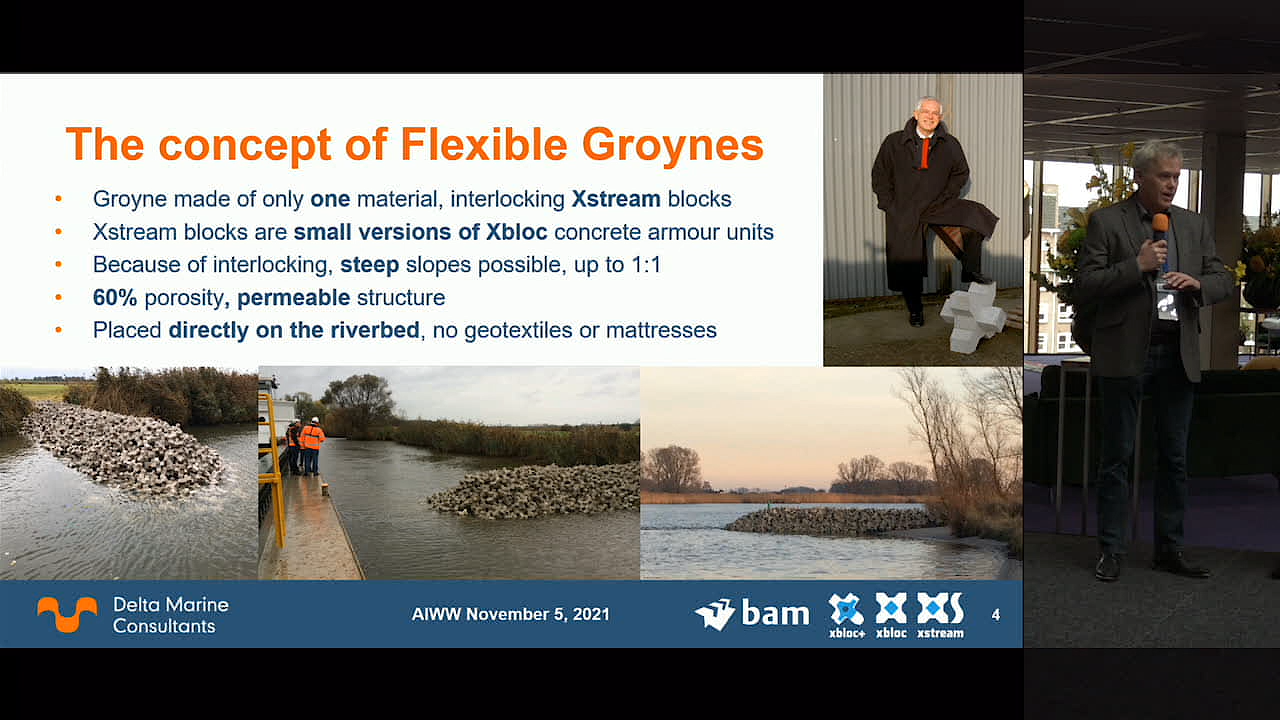 The concept of Flexible Groynes
• Groyne made of only one material, interlocking Xstream blocks
• Xstream blocks are small versions of Xbloc concrete armour units
• Because of interlocking, steep slopes possible, up to 1:1
• 60% porosity, permeable structure
• Placed directly on the riverbed, no geotextiles or mattresses
Delta Marine
Consultants
AIWW November 5, 2021
bam
xbloc+ xbloc xstream
4